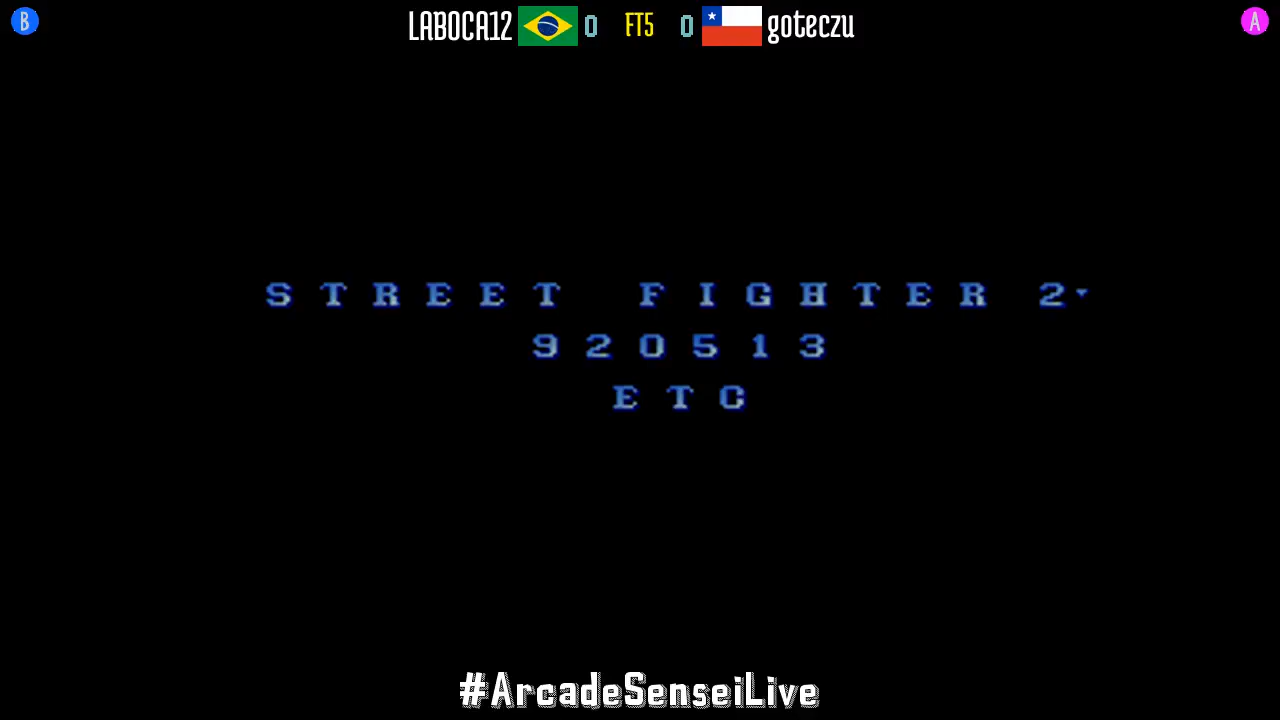 B LABOCA12 0 FT5 0 goteczu A
STREET FIGHTER 2'
920513
ETC
#ArcadeSenseiLive